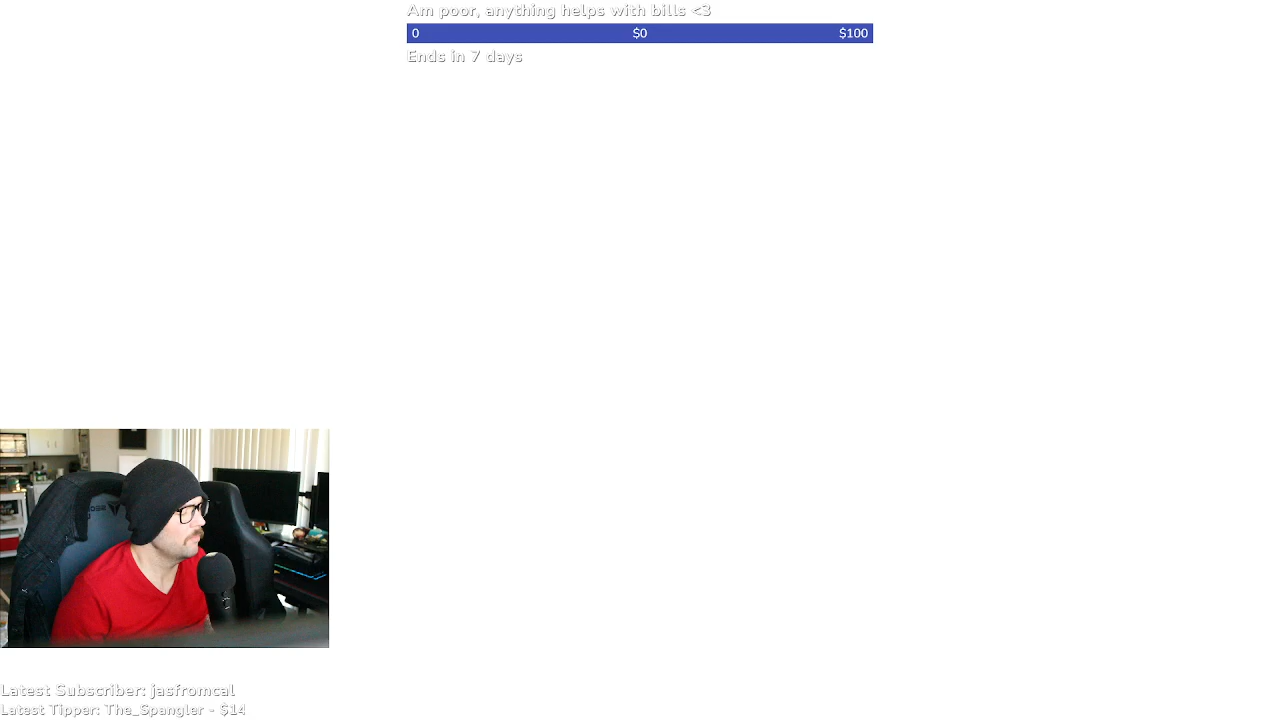 Am poor, anything helps with bills <3
0 $0 $100
Ends in 7 days
Latest Subscriber: jasfromcal
Latest Tipper: The_Spangler - $14